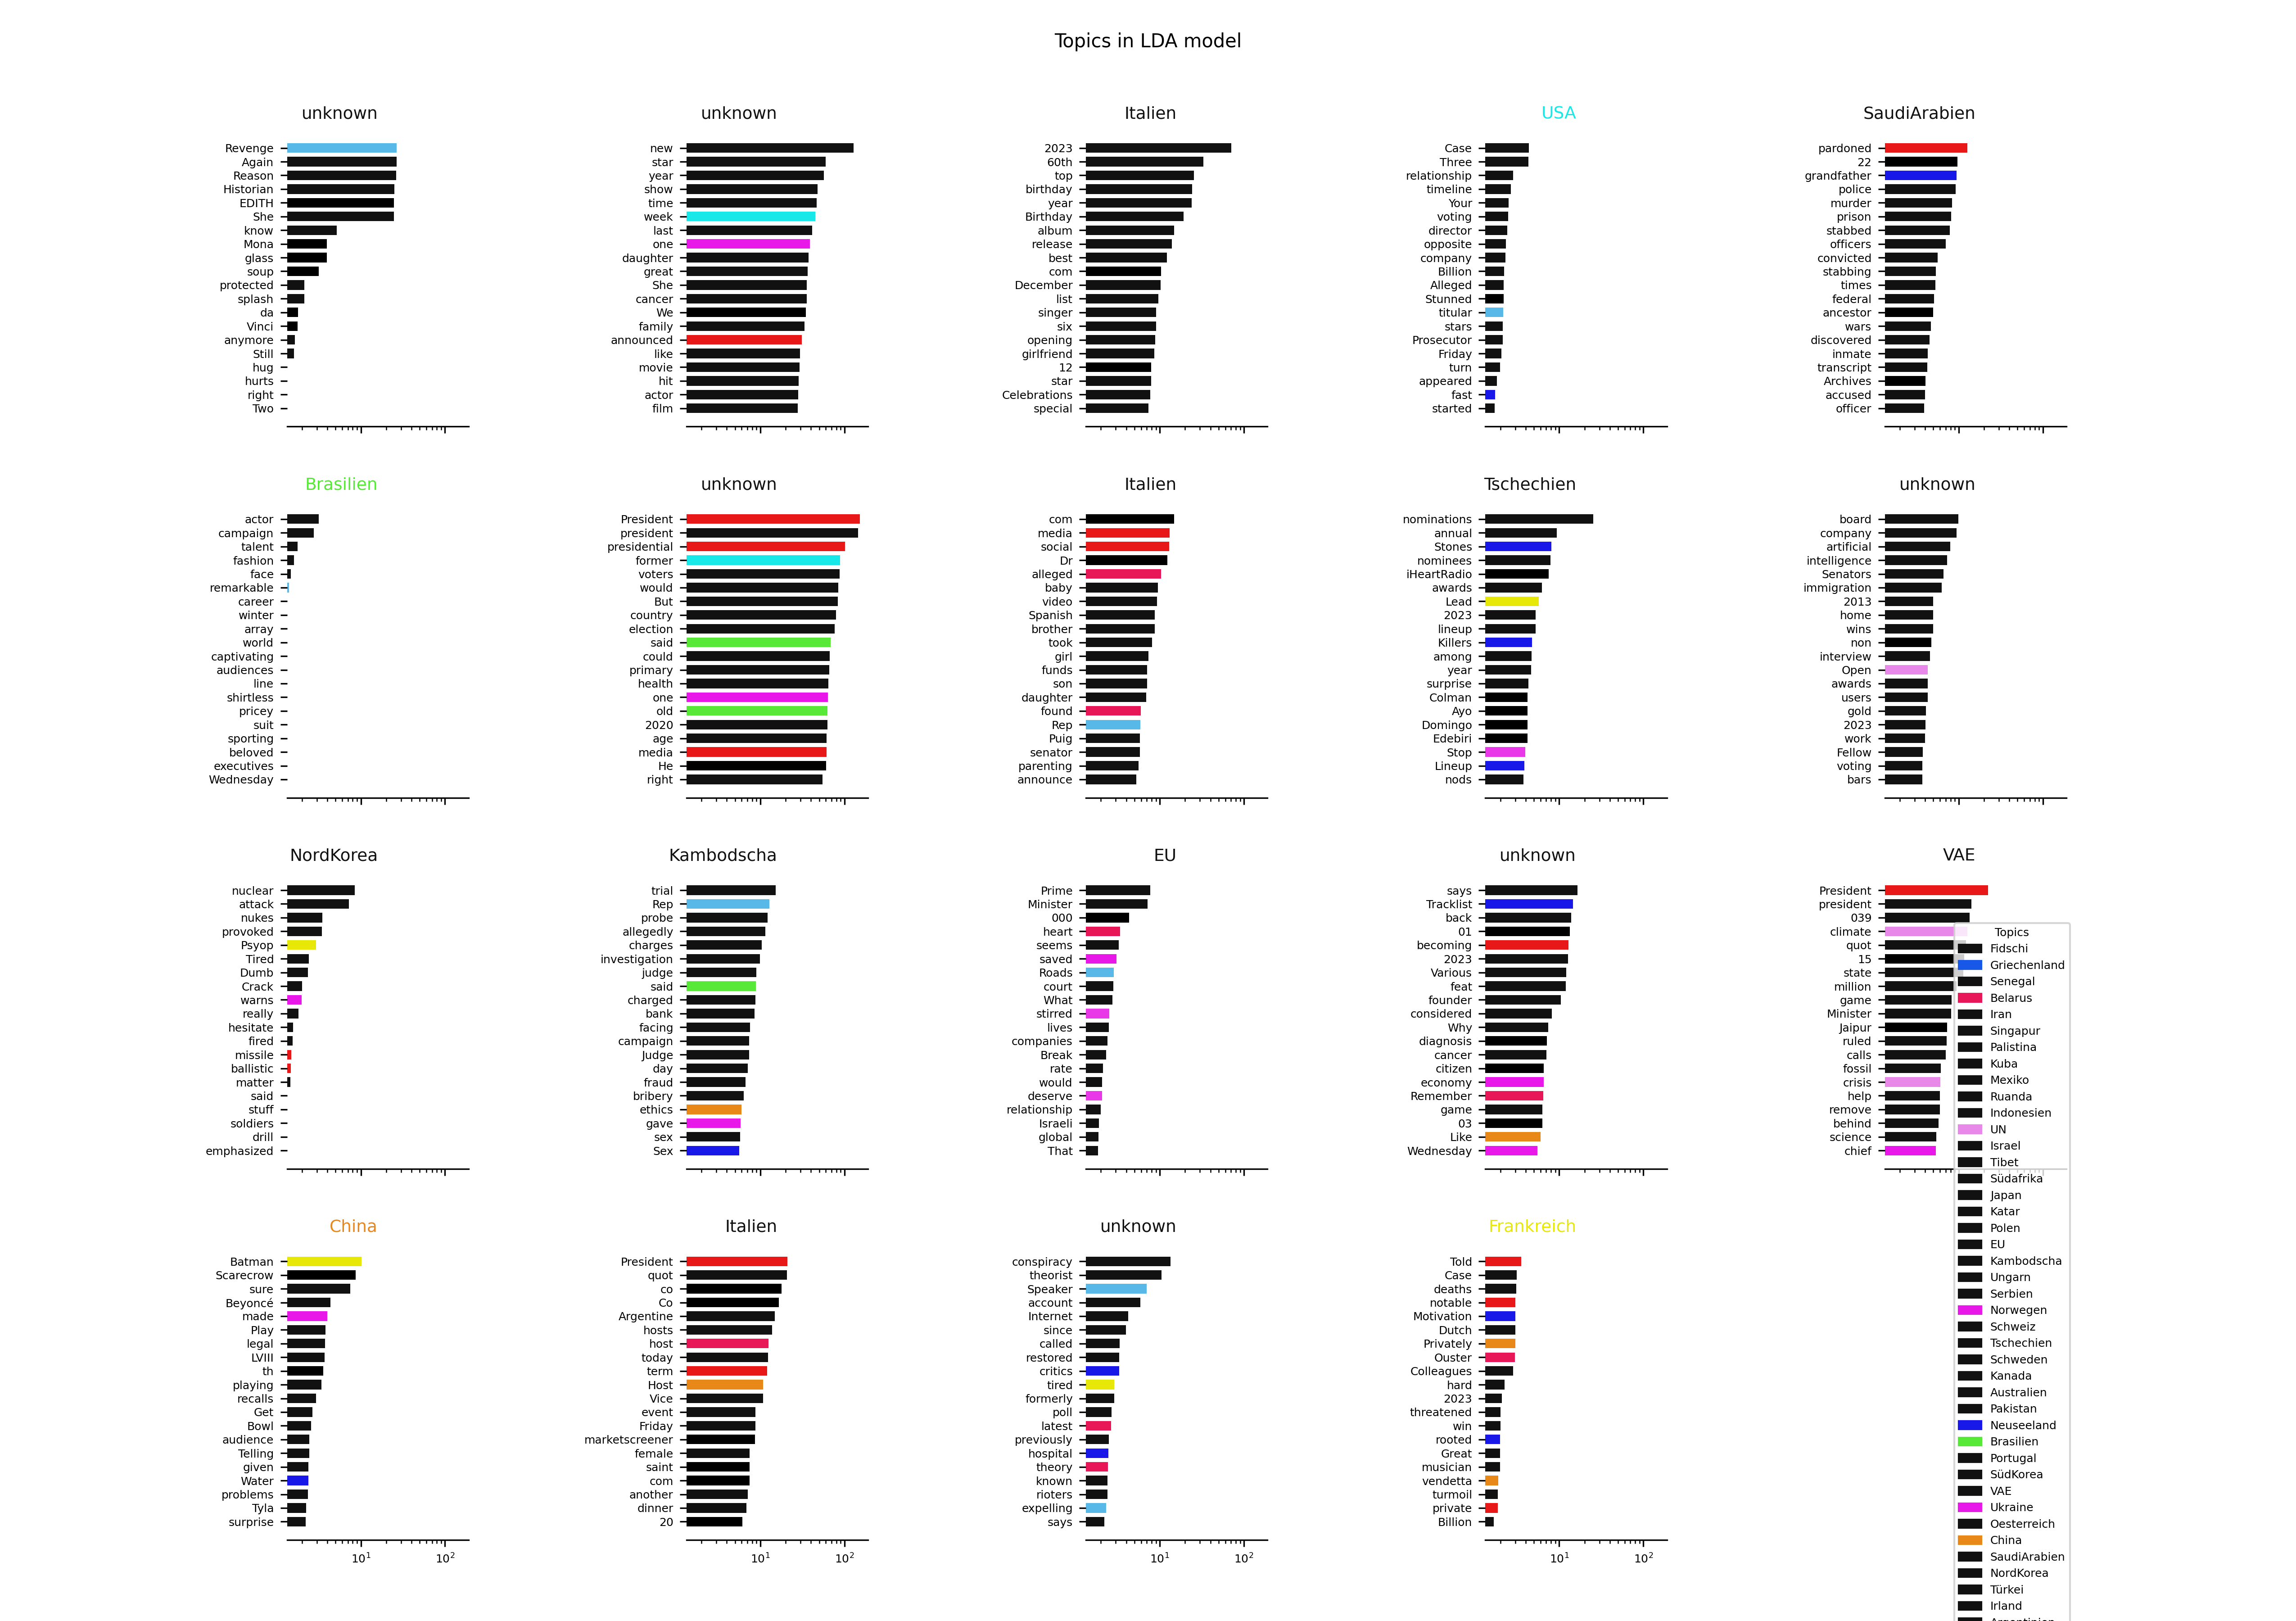 Topics in LDA model
unknown
Revenge
Again
Reason
Historian
EDITH
She
know
Mona
glass
soup
protected
splash
da
Vinci
anymore
Still
hug
hurts
right
Two
unknown
new
star
year
show
time
week
last
one
daughter
great
She
cancer
We
family
announced
like
movie
hit
actor
film
Italien
2023
60th
top
birthday
year
Birthday
album
release
best
com
December
list
singer
six
opening
girlfriend
12
star
Celebrations
special
USA
Case
Three
relationship
timeline
Your
voting
director
opposite
company
Billion
Alleged
Stunned
titular
stars
Prosecutor
Friday
turn
appeared
fast
started
SaudiArabien
pardoned
22
grandfather
police
murder
prison
stabbed
officers
convicted
stabbing
times
federal
ancestor
wars
discovered
inmate
transcript
Archives
accused
officer
Brasilien
actor
campaign
talent
fashion
face
remarkable
career
winter
array
world
captivating
audiences
line
shirtless
pricey
suit
sporting
beloved
executives
Wednesday
unknown
President
president
presidential
former
voters
would
But
country
election
said
could
primary
health
one
old
2020
age
media
He
right
Italien
com
media
social
Dr
alleged
baby
video
Spanish
brother
took
girl
funds
son
daughter
found
Rep
Puig
senator
parenting
announce
Tschechien
nominations
annual
Stones
nominees
iHeartRadio
awards
Lead
2023
lineup
Killers
among
year
surprise
Colman
Ayo
Domingo
Edebiri
Stop
Lineup
nods
unknown
board
company
artificial
intelligence
Senators
immigration
2013
home
wins
non
interview
Open
awards
users
gold
2023
work
Fellow
voting
bars
NordKorea
nuclear
attack
nukes
provoked
Psyop
Tired
Dumb
Crack
warns
really
hesitate
fired
missile
ballistic
matter
said
stuff
soldiers
drill
emphasized
Kambodscha
trial
Rep
probe
allegedly
charges
investigation
judge
said
charged
bank
facing
campaign
Judge
day
fraud
bribery
ethics
gave
sex
Sex
EU
Prime
Minister
000
heart
seems
saved
Roads
court
What
stirred
lives
companies
Break
rate
would
deserve
relationship
Israeli
global
That
unknown
says
Tracklist
back
01
becoming
2023
Various
feat
founder
considered
Why
diagnosis
cancer
citizen
economy
Remember
game
03
Like
Wednesday
VAE
President
president
039
climate
quot
15
state
million
game
Minister
Jaipur
ruled
calls
fossil
crisis
help
remove
behind
science
chief
China
Batman
Scarecrow
sure
Beyoncé
made
Play
legal
LVIII
th
playing
recalls
Get
Bowl
audience
Telling
given
Water
problems
Tyla
surprise
10¹ 10²
Italien
President
quot
co
Co
Argentine
hosts
host
today
term
Host
Vice
event
Friday
marketscreener
female
saint
com
another
dinner
20
10¹ 10²
unknown
conspiracy
theorist
Speaker
account
Internet
since
called
restored
critics
tired
formerly
poll
latest
previously
hospital
theory
known
rioters
expelling
says
10¹ 10²
Frankreich
Told
Case
deaths
notable
Motivation
Dutch
Privately
Ouster
Colleagues
hard
2023
threatened
win
rooted
Great
musician
vendetta
turmoil
private
Billion
10¹ 10²
Topics
Fidschi
Griechenland
Senegal
Belarus
Iran
Singapur
Palistina
Kuba
Mexiko
Ruanda
Indonesien
UN
Israel
Tibet
Südafrika
Japan
Katar
Polen
EU
Kambodscha
Ungarn
Serbien
Norwegen
Schweiz
Tschechien
Schweden
Kanada
Australien
Pakistan
Neuseeland
Brasilien
Portugal
SüdKorea
VAE
Ukraine
Oesterreich
China
SaudiArabien
NordKorea
Türkei
Irland